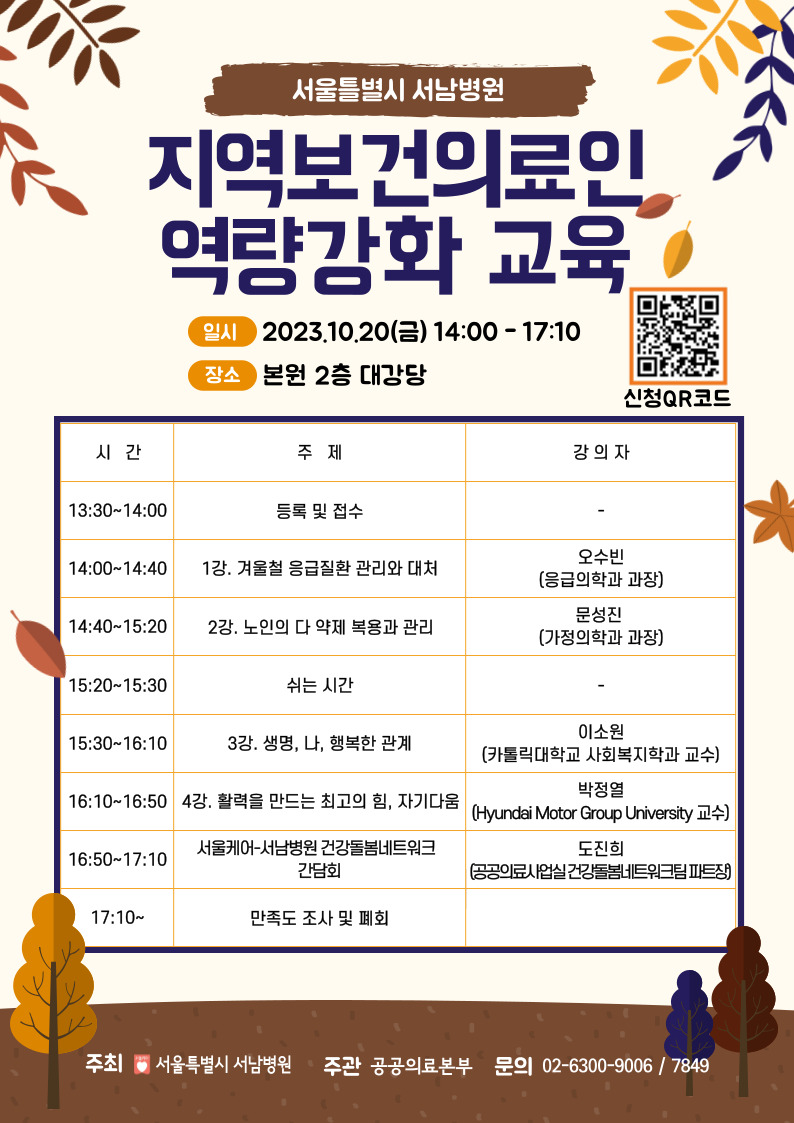 서울틀별시 서남병원
지역보건의료인
역량강화 교육
일시 2023.10.20(금) 14:00 - 17:10
장소 본원 2층 대강당
신청QR코드
시 간 주 제 강 의 자
13:30~14:00 등록 및 접수 -
14:00~14:40 1강. 겨울철 응급질환 관리와 대처 오수빈
(응급의학과 과장)
14:40~15:20 2강. 노인의 다 약제 복용과 관리 문성진
(가정의학과 과장)
15:20~15:30 쉬는 시간 -
15:30~16:10 3강. 생명, 나, 행복한 관계 이소원
(카톨릭대학교 사회복지학과 교수)
16:10~16:50 4강. 활력을 만드는 최고의 힘, 자기다움 박정열
(Hyundai Motor Group University 교수)
16:50~17:10 서울케어-서남병원 건강돌봄네트워크
간담회 도진희
(공공의료사업실 건강돌봄네트워크팀 파트장)
17:10~ 만족도 조사 및 폐회
주최 서울특별시 서남병원 주관 공공의료본부 문의 02-6300-9006 / 7849